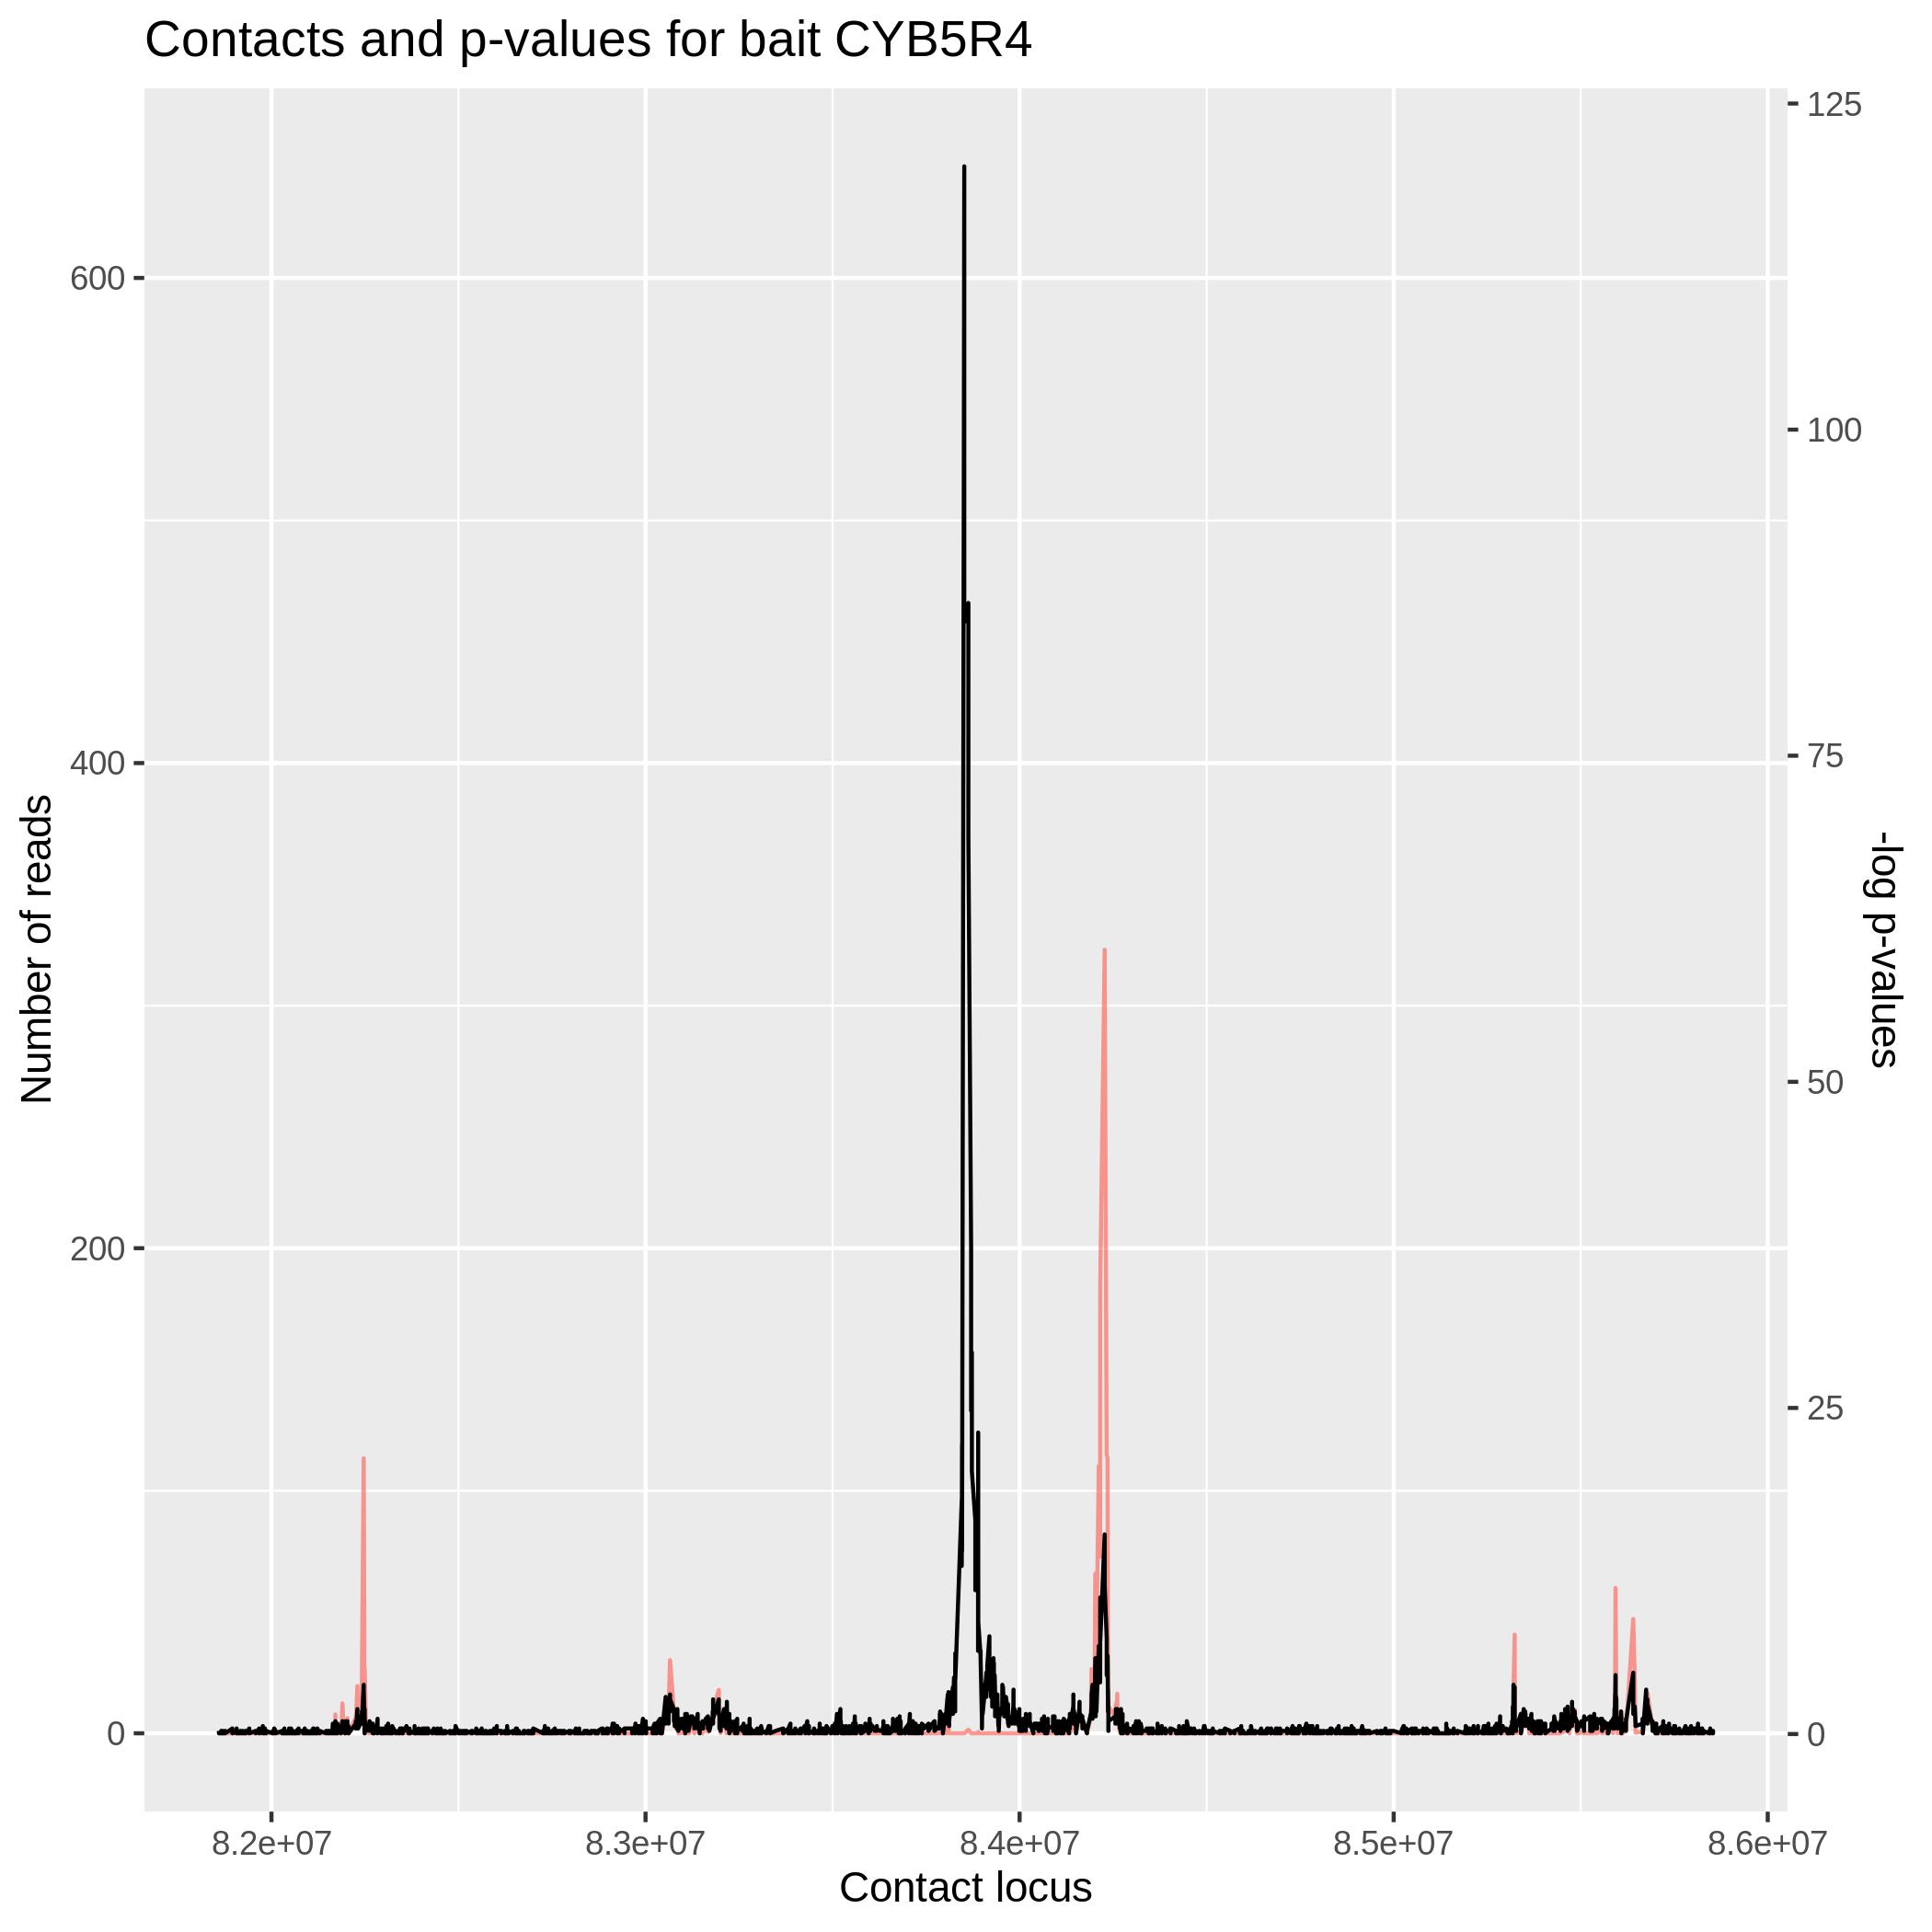 Contacts and p-values for bait CYB5R4
125
100
75
50
25
0
-log p-values
600
400
200
0
Number of reads
8.2e+07 8.3e+07 8.4e+07 8.5e+07 8.6e+07
Contact locus